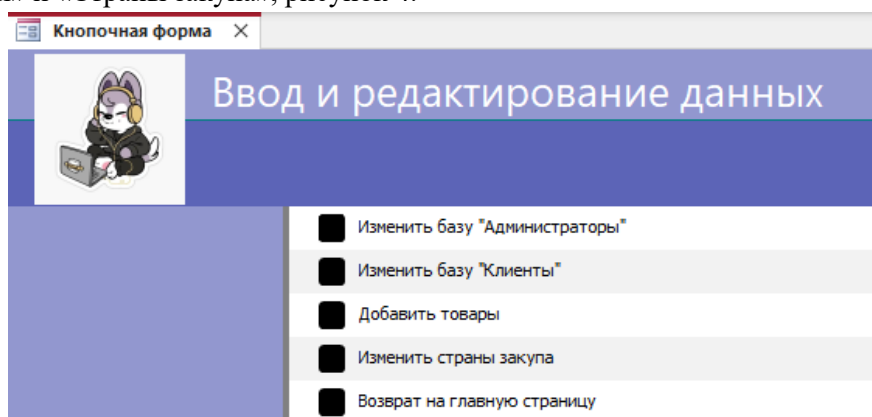 Кнопочная форма
Ввод и редактирование данных
Изменить базу "Администраторы"
Изменить базу "Клиенты"
Добавить товары
Изменить страны закупа
Возврат на главную страницу